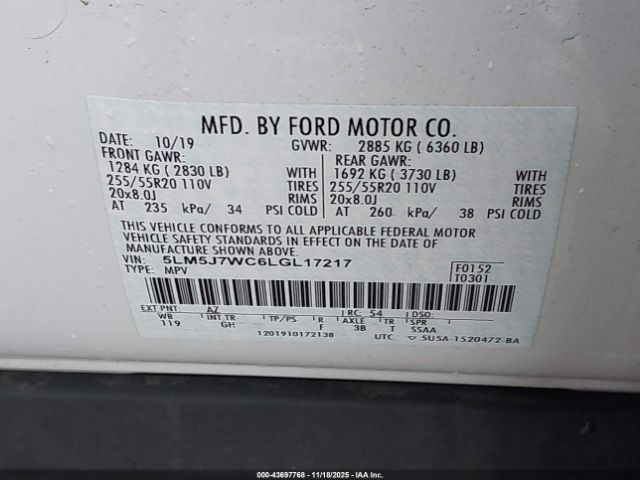 MFD. BY FORD MOTOR CO.
DATE: 10/19 GVWR: 2885 KG ( 6360 LB)
FRONT GAWR: REAR GAWR:
1284 KG ( 2830 LB) WITH 1692 KG ( 3730 LB) WITH
255/55R20 110V TIRES 255/55R20 110V TIRES
20x8.0J RIMS 20x8.0J RIMS
AT 235 kPa/ 34 PSI COLD AT 260 kPa/ 38 PSI COLD
THIS VEHICLE CONFORMS TO ALL APPLICABLE FEDERAL MOTOR
VEHICLE SAFETY STANDARDS IN EFFECT ON THE DATE OF
MANUFACTURE SHOWN ABOVE.
VIN: 5LM5J7WC6LGL17217 F0152
TYPE: MPV T0301
EXT PNT: AZ RC: 54 DSO:
WB INT TR TP/PS R AXLE TR SPR
119 GH F 3B T SSAA
1201910172138 UTC ▽ 5U5A-1520472-BA
000-43697768 - 11/18/2025 - IAAI.com